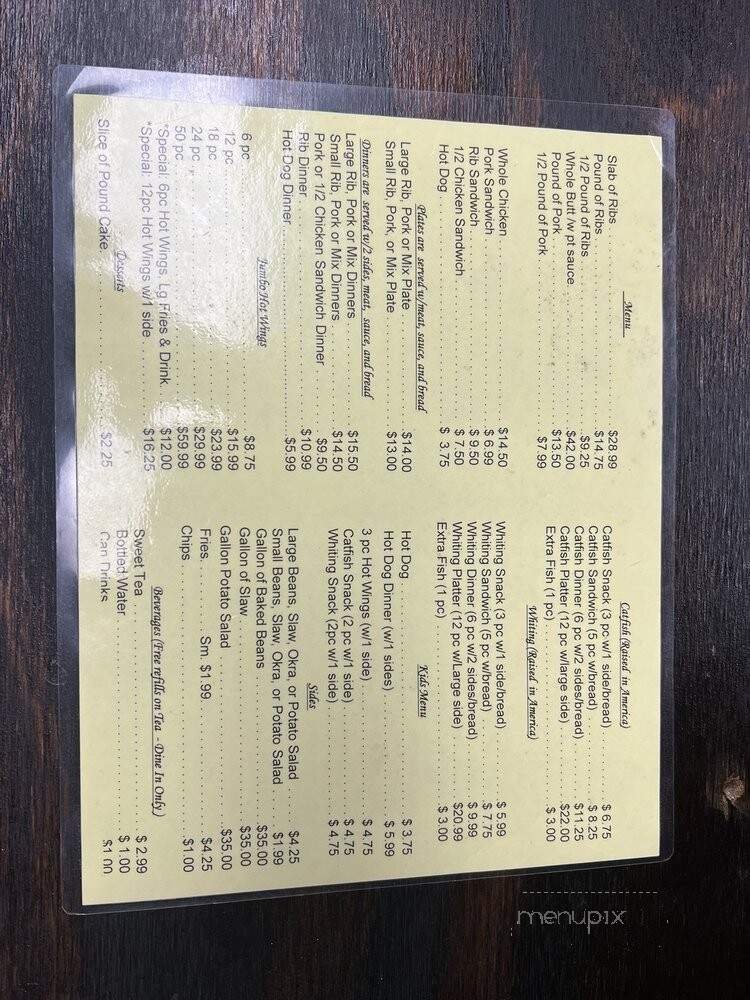 Menu
Slab of Ribs . . . . . . . . . . $28.99
Pound of Ribs . . . . . . . . . . $14.75
1/2 Pound of Ribs . . . . . . . . . . $9.25
Whole Butt /w pt sauce . . . . . . . . . . $42.00
Pound of Pork . . . . . . . . . . $13.50
1/2 Pound of Pork . . . . . . . . . . $7.99
Whole Chicken . . . . . . . . . . $14.50
Pork Sandwich . . . . . . . . . . $ 6.99
Rib Sandwich . . . . . . . . . . $ 9.50
1/2 Chicken Sandwich . . . . . . . . . . $ 7.50
Hot Dog . . . . . . . . . . $ 3.75
Plates are served w/meat, sauce, and bread
Large Rib, Pork or Mix Plate . . . . . . . . . . $14.00
Small Rib, Pork, or Mix Plate . . . . . . . . . . $13.00
Dinners are served w/2 sides, meat, sauce, and bread
Large Rib, Pork or Mix Dinners . . . . . . . . . . $15.50
Small Rib, Pork or Mix Dinners . . . . . . . . . . $14.50
Pork or 1/2 Chicken Sandwich Dinner . . . $9.50
Rib Dinner . . . . . . . . . . $10.99
Hot Dog Dinner . . . . . . . . . . $5.99
Jumbo Hot Wings
6 pc . . . . . . . . . . $8.75
12 pc . . . . . . . . . . $15.99
18 pc . . . . . . . . . . $23.99
24 pc . . . . . . . . . . $29.99
50 pc . . . . . . . . . . $59.99
*Special: 6pc Hot Wings, Lg Fries & Drink . . . . $12.00
*Special: 12pc Hot Wings w/1 side . . . . . $16.25
Desserts
Slice of Pound Cake . . . . . . . . . . $2.25
Catfish (Raised in America)
Catfish Snack (3 pc w/1 side/bread) . . . . . . . . . . $ 6.75
Catfish Sandwich (5 pc w/bread) . . . . . . . . . . $ 8.25
Catfish Dinner (6 pc w/2 sides/bread) . . . . . . . . . . $11.25
Catfish Platter (12 pc w/large side) . . . . . . . . . . $22.00
Extra Fish (1 pc) . . . . . . . . . . $ 3.00
Whiting (Raised in America)
Whiting Snack (3 pc w/1 side/bread) . . . . . . . . . . $ 5.99
Whiting Sandwich (5 pc w/bread) . . . . . . . . . . $ 7.75
Whiting Dinner (6 pc w/2 sides/bread) . . . . . . . . . . $ 9.99
Whiting Platter (12 pc w/Large side) . . . . . . . . . . $20.99
Extra Fish (1 pc) . . . . . . . . . . $ 3.00
Kids Menu
Hot Dog . . . . . . . . . . $ 3.75
Hot Dog Dinner (w/1 sides) . . . . . . . . . . $ 5.99
3 pc Hot Wings (w/1 side) . . . . . . . . . . $ 4.75
Catfish Snack (2 pc w/1 side) . . . . . . . . . . $ 4.75
Whiting Snack (2pc w/1 side) . . . . . . . . . . $ 4.75
Sides
Large Beans, Slaw, Okra, or Potato Salad . . . . . . $4.25
Small Beans, Slaw, Okra, or Potato Salad . . . . . . $1.99
Gallon of Baked Beans . . . . . . . . . . $35.00
Gallon of Slaw . . . . . . . . . . $35.00
Gallon Potato Salad . . . . . . . . . . $35.00
Fries . . . . . . . Sm $1.99 . . . . . . . . . . $4.25
Chips . . . . . . . . . . $1.00
Beverages (Free refills on Tea - Dine In Only)
Sweet Tea . . . . . . . . . . $ 2.99
Bottled Water . . . . . . . . . . $ 1.00
Can Drinks . . . . . . . . . . $1.00
menupix